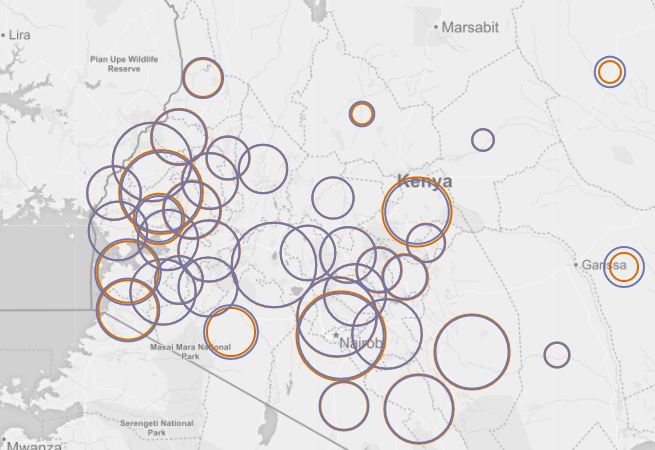 Lira
Marsabit
Pian Upe Wildlife
Reserve
Kenya
Garissa
Nairobi
Masai Mara National
Park
Serengeti National
Park
Mwanza